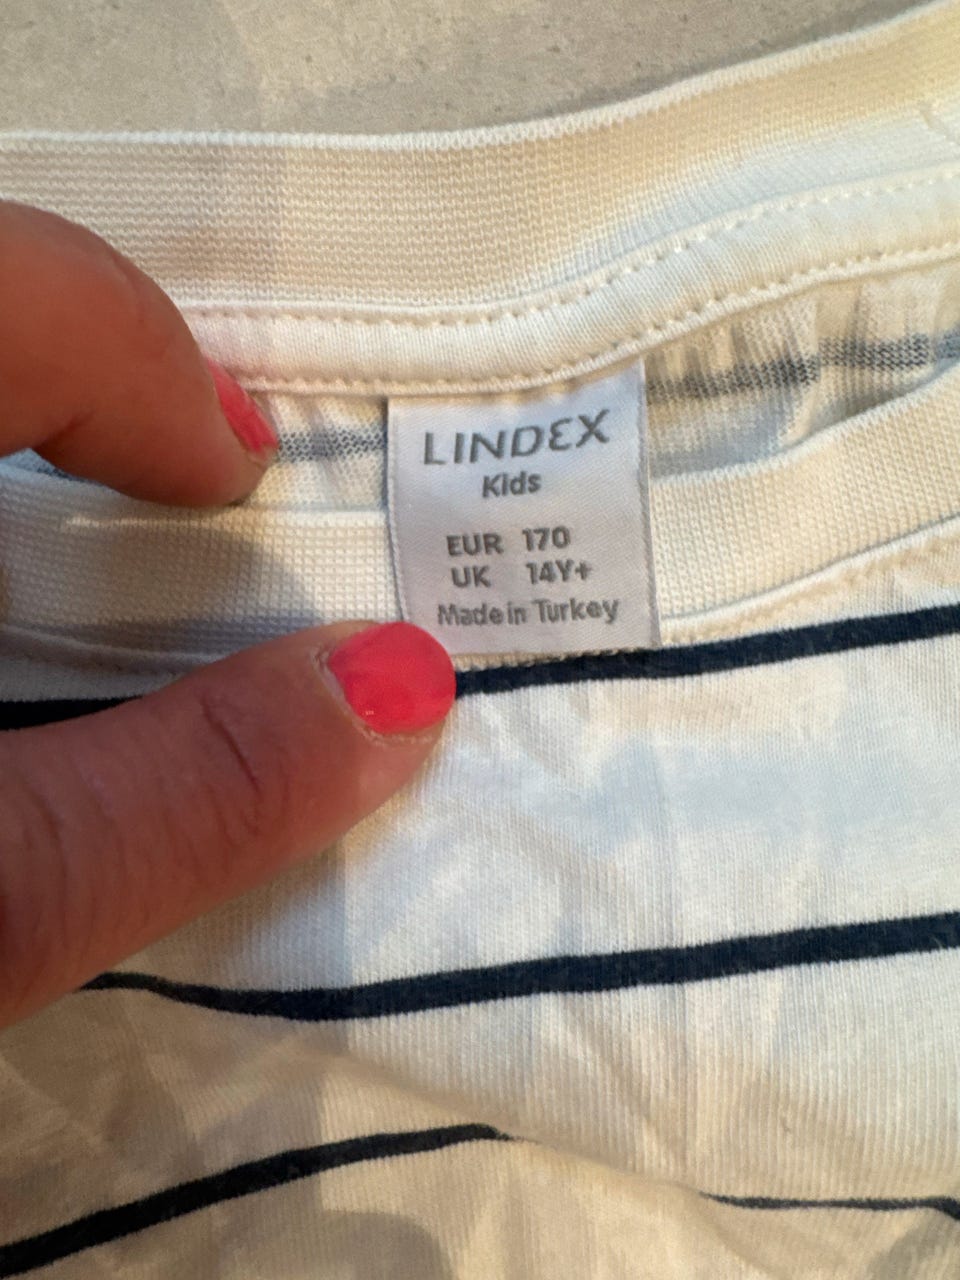 LINDEX
Kids
EUR 170
UK 14Y+
Made in Turkey